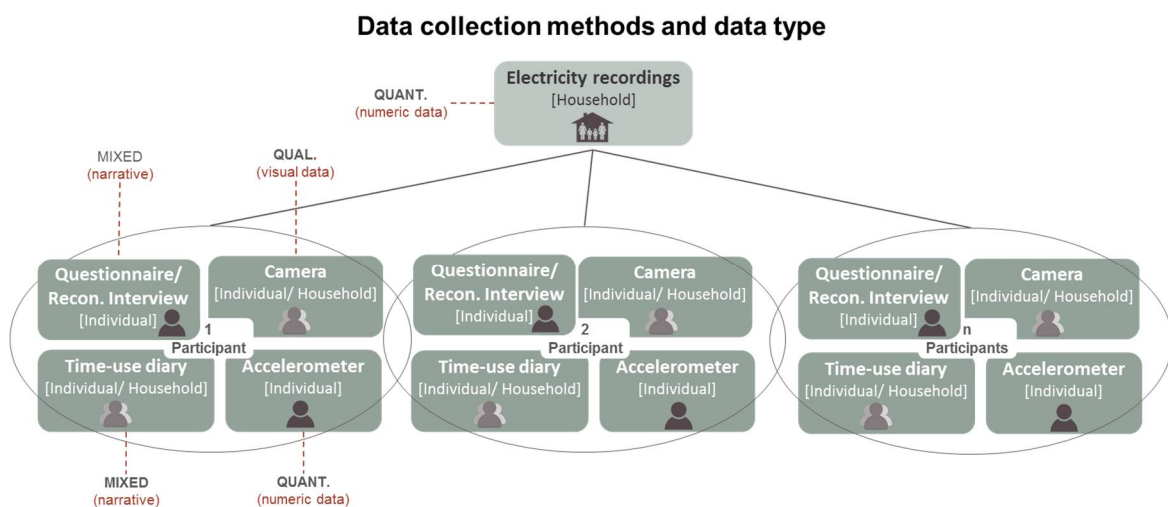 Data collection methods and data type
Electricity recordings
[Household]
QUANT.
(numeric data)
MIXED
(narrative)
QUAL.
(visual data)
Questionnaire/
Recon. Interview
[Individual]
Camera
[Individual/ Household]
1
Participant
Time-use diary
[Individual/ Household]
Accelerometer
[Individual]
MIXED
(narrative)
QUANT.
(numeric data)
Questionnaire/
Recon. Interview
[Individual]
Camera
[Individual/ Household]
2
Participant
Time-use diary
[Individual/ Household]
Accelerometer
[Individual]
Questionnaire/
Recon. Interview
[Individual]
Camera
[Individual/ Household]
n
Participants
Time-use diary
[Individual/ Household]
Accelerometer
[Individual]